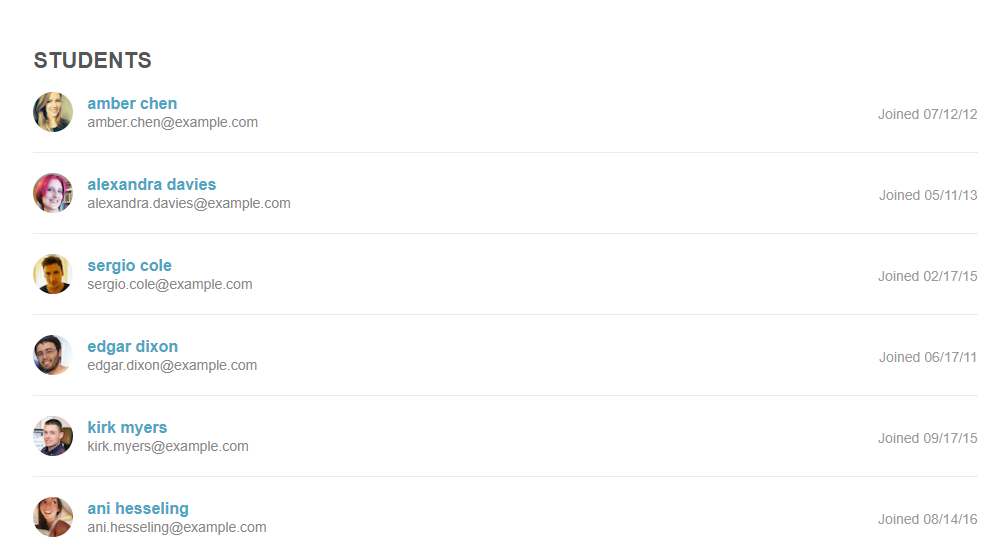 STUDENTS
amber chen
amber.chen@example.com
Joined 07/12/12
alexandra davies
alexandra.davies@example.com
Joined 05/11/13
sergio cole
sergio.cole@example.com
Joined 02/17/15
edgar dixon
edgar.dixon@example.com
Joined 06/17/11
kirk myers
kirk.myers@example.com
Joined 09/17/15
ani hesseling
ani.hesseling@example.com
Joined 08/14/16